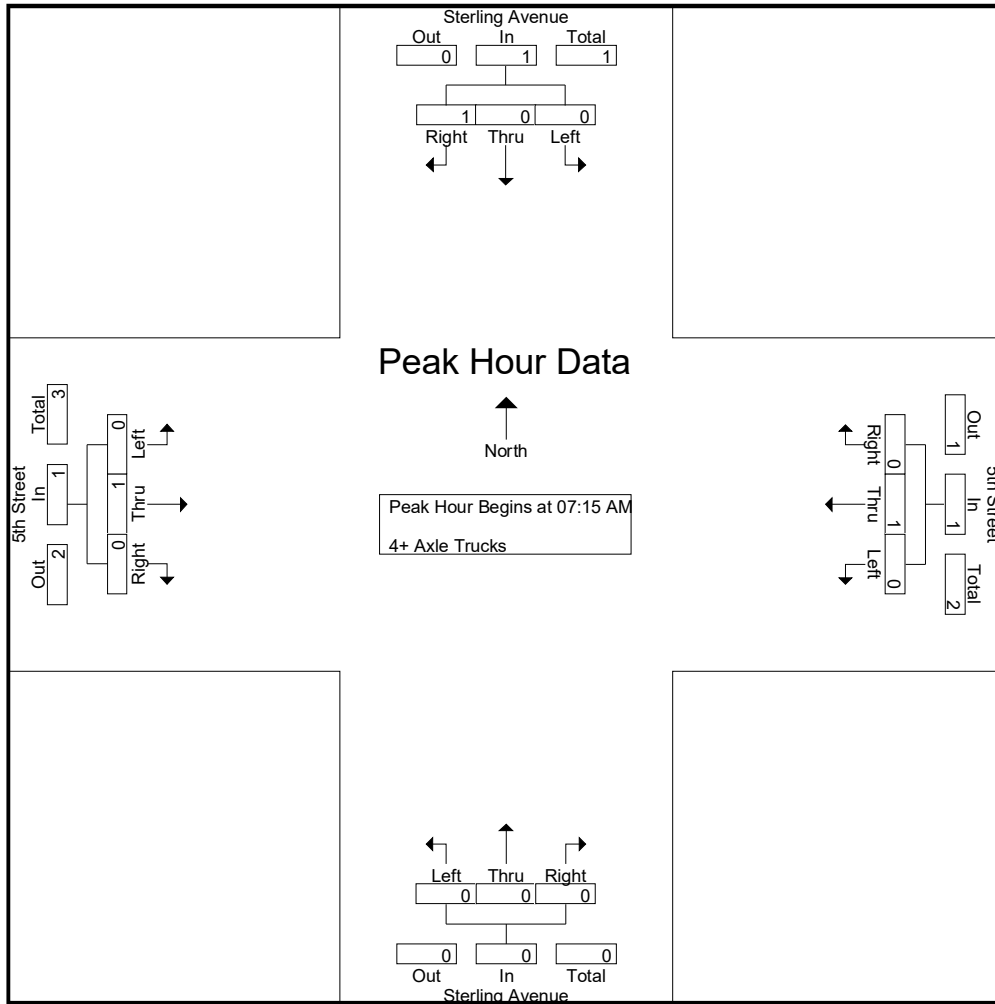 Sterling Avenue
Out In Total
0 1 1
1 0 0
Right Thru Left
Peak Hour Data
North
Peak Hour Begins at 07:15 AM
4+ Axle Trucks
5th Street
Out In Total
2 1 3
0 1 0
Right Thru Left
Right Thru Left
0 1 0
1 1 2
Out In Total
5th Street
Left Thru Right
0 0 0
0 0 0
Out In Total
Sterling Avenue